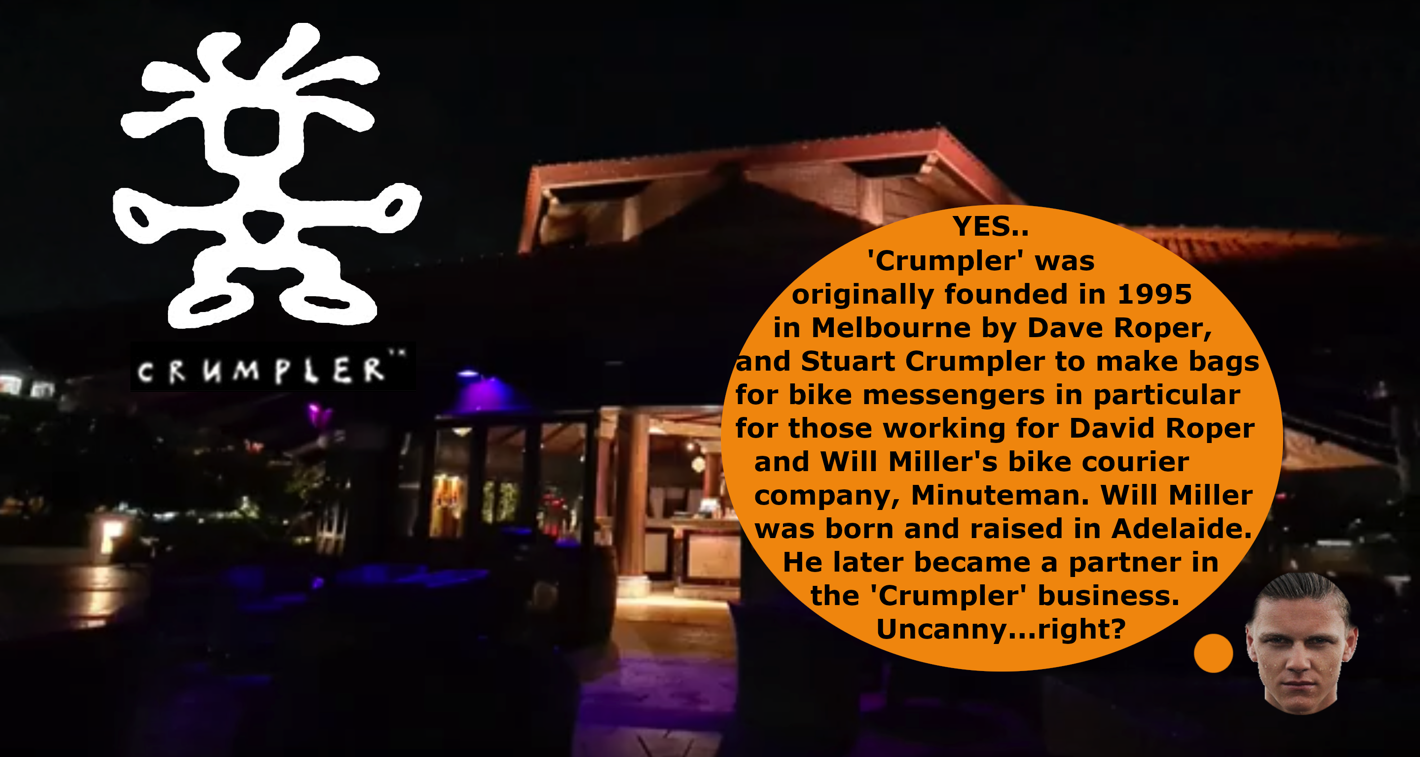 CRUMPLER™
YES..
'Crumpler' was
originally founded in 1995
in Melbourne by Dave Roper,
and Stuart Crumpler to make bags
for bike messengers in particular
for those working for David Roper
and Will Miller's bike courier
company, Minuteman. Will Miller
was born and raised in Adelaide.
He later became a partner in
the 'Crumpler' business.
Uncanny...right?